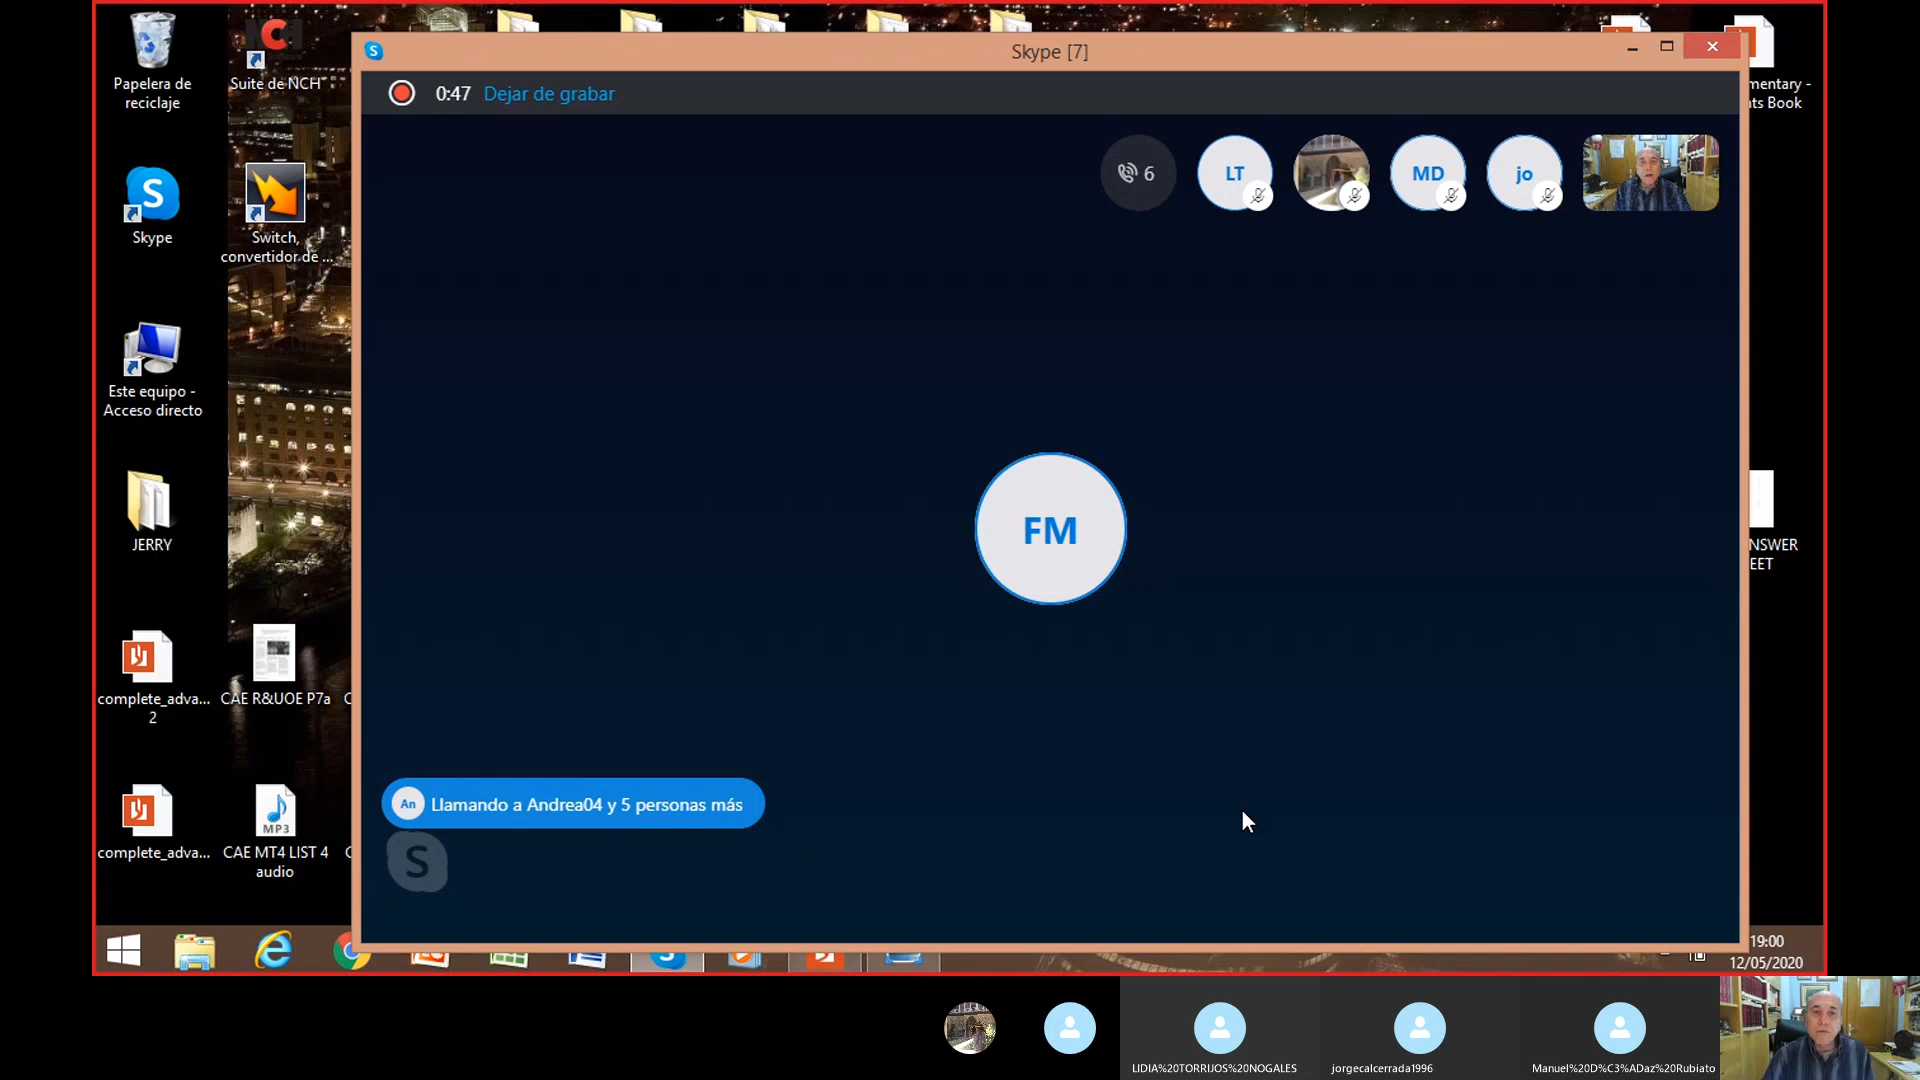 Skype [7]
0:47 Dejar de grabar
6
LT
MD
jo
FM
An Llamando a Andrea04 y 5 personas más
S
Papelera de
reciclaje
Suite de NCH
S
Skype
Switch,
convertidor de ...
Este equipo -
Acceso directo
JERRY
complete_adva...
2
CAE R&UOE P7a
complete_adva...
MP3
CAE MT4 LIST 4
audio
mentary -
ts Book
NSWER
EET
19:00
12/05/2020
LIDIA%20TORRIJOS%20NOGALES
jorgecalcerrada1996
Manuel%20D%C3%ADaz%20Rubiato